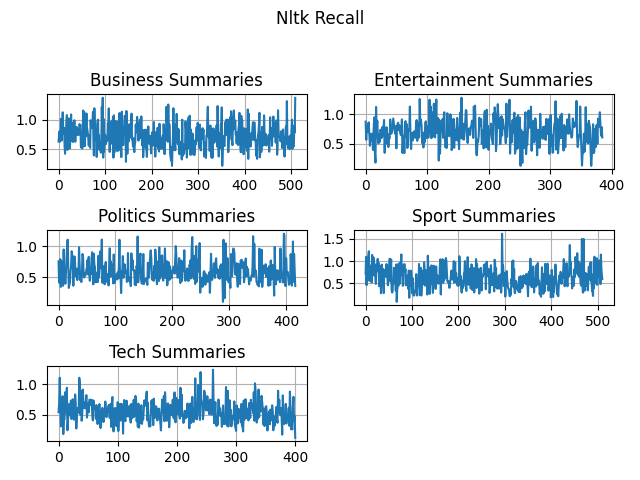 Nltk Recall
Business Summaries
1.0
0.5
0 100 200 300 400 500
Entertainment Summaries
1.0
0.5
0 100 200 300 400
Politics Summaries
1.0
0.5
0 100 200 300 400
Sport Summaries
1.5
1.0
0.5
0 100 200 300 400 500
Tech Summaries
1.0
0.5
0 100 200 300 400